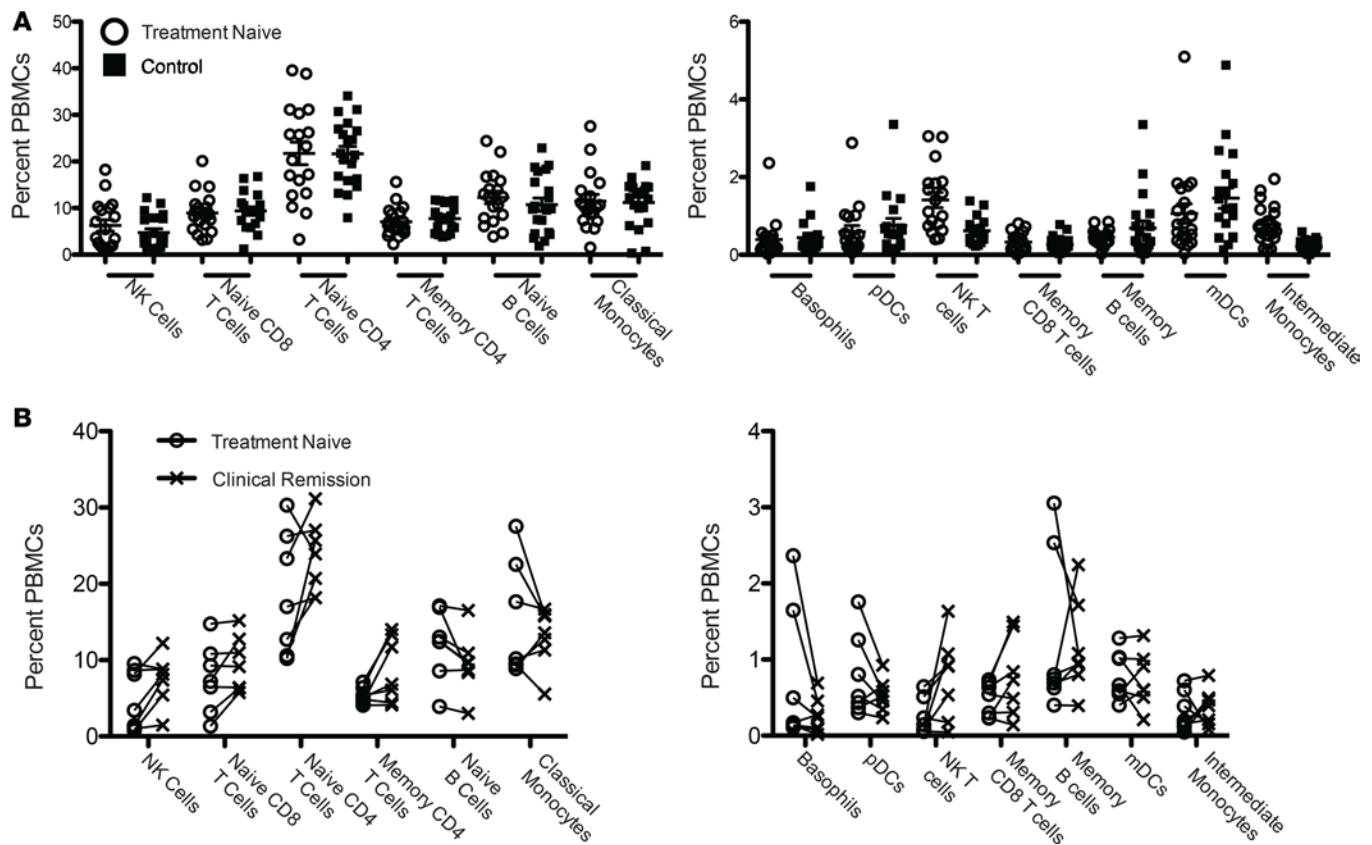 A
Treatment Naive
Control
Percent PBMCs
50
40
30
20
10
0
NK Cells
Naive CD8
T Cells
Naive CD4
T Cells
Memory CD4
T Cells
Naive
B Cells
Classical
Monocytes
Percent PBMCs
6
4
2
0
Basophils
pDCs
NKT
cells
Memory
CD8 T cells
Memory
B cells
mDCs
Intermediate
Monocytes
B
Treatment Naive
Clinical Remission
Percent PBMCs
40
30
20
10
0
NK Cells
Naive CD8
T Cells
Naive CD4
T Cells
Memory CD4
T Cells
Naive
B Cells
Classical
Monocytes
Percent PBMCs
4
3
2
1
0
Basophils
pDCs
NKT
cells
Memory
CD8 T cells
Memory
B cells
mDCs
Intermediate
Monocytes